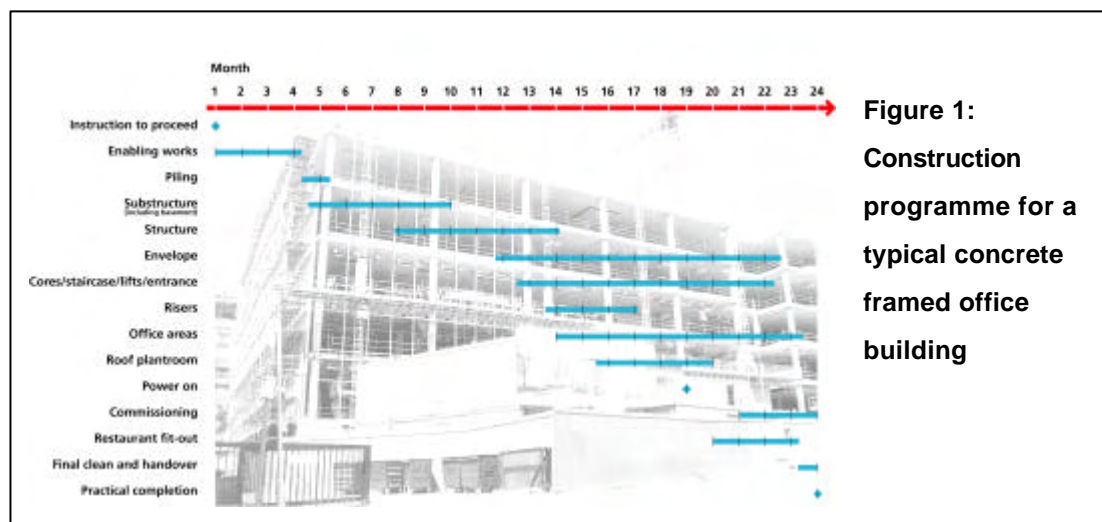 Month
1 2 3 4 5 6 7 8 9 10 11 12 13 14 15 16 17 18 19 20 21 22 23 24
Instruction to proceed
Enabling works
Piling
Substructure
(including basement)
Structure
Envelope
Cores/staircase/lifts/entrance
Risers
Office areas
Roof plantroom
Power on
Commissioning
Restaurant fit-out
Final clean and handover
Practical completion
Figure 1:
Construction
programme for a
typical concrete
framed office
building